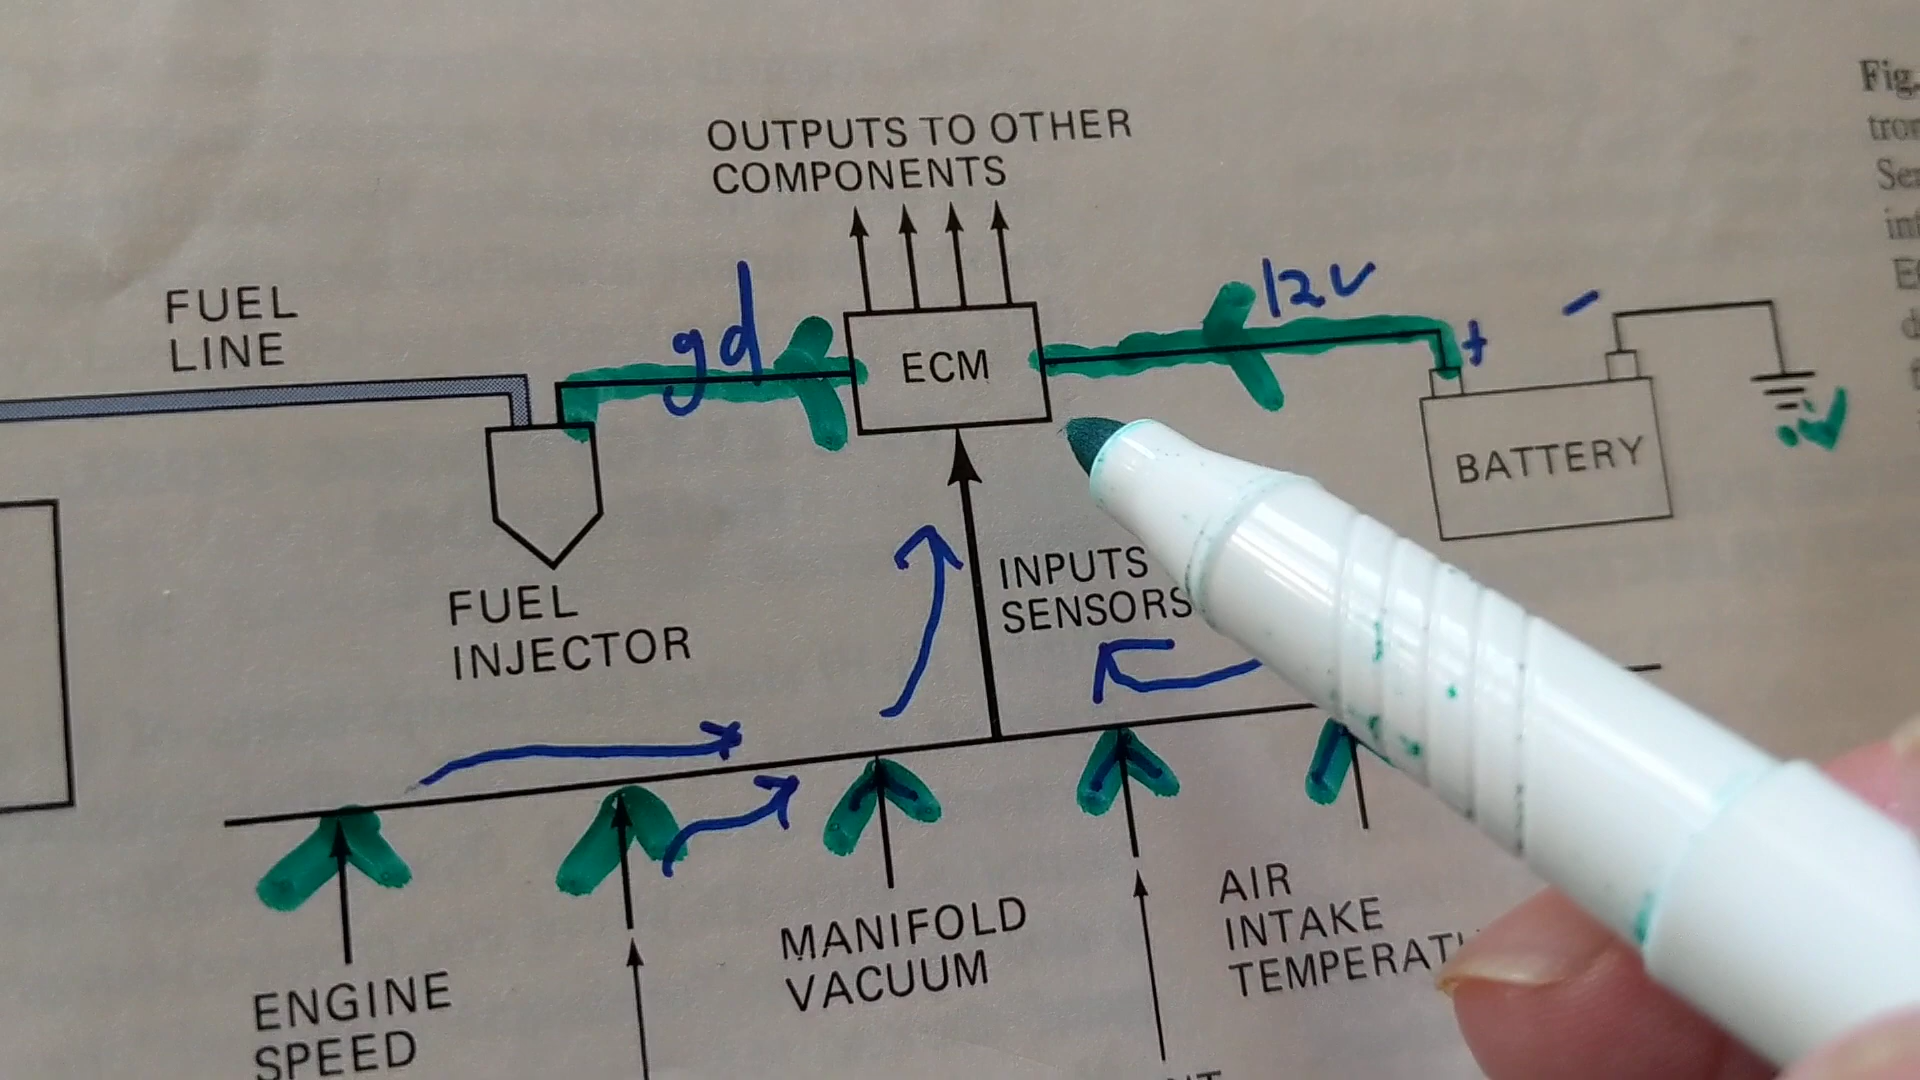 OUTPUTS TO OTHER
COMPONENTS
Fig.
FUEL
LINE
gd
ECM
12V
+
-
BATTERY
FUEL
INJECTOR
INPUTS
SENSORS
MANIFOLD
VACUUM
AIR
INTAKE
ENGINE
SPEED